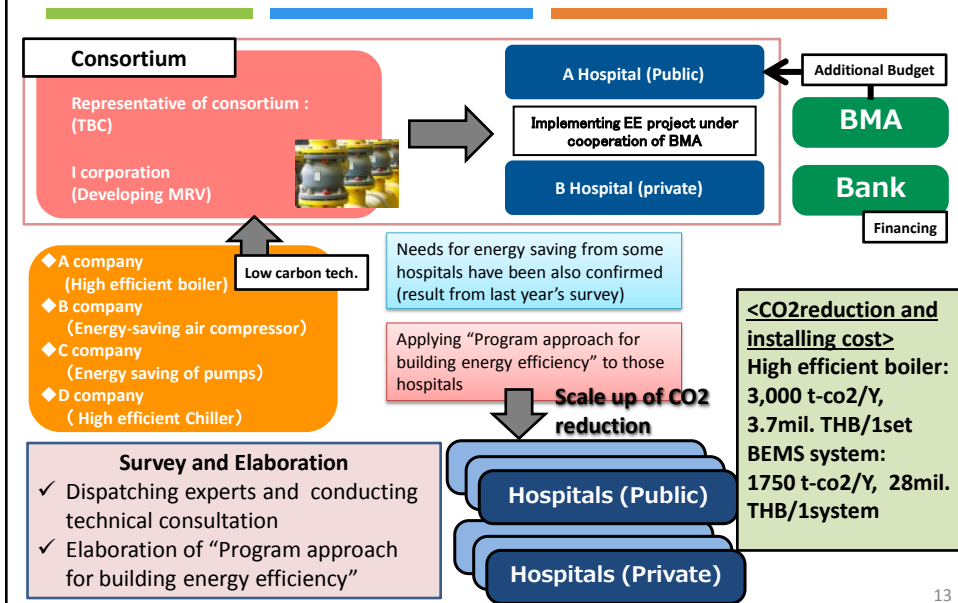 Consortium
Representative of consortium :
(TBC)
I corporation
(Developing MRV)
A Hospital (Public)
Implementing EE project under
cooperation of BMA
B Hospital (private)
Additional Budget
BMA
Bank
Financing
◆A company
(High efficient boiler)
◆B company
（Energy-saving air compressor）
◆C company
（Energy saving of pumps）
◆D company
（ High efficient Chiller）
Low carbon tech.
Needs for energy saving from some
hospitals have been also confirmed
(result from last year’s survey)
Applying “Program approach for
building energy efficiency” to those
hospitals
Scale up of CO2
reduction
Hospitals (Public)
Hospitals (Private)
<CO2reduction and
installing cost>
High efficient boiler:
3,000 t-co2/Y,
3.7mil. THB/1set
BEMS system:
1750 t-co2/Y, 28mil.
THB/1system
Survey and Elaboration
✓ Dispatching experts and conducting
technical consultation
✓ Elaboration of “Program approach
for building energy efficiency”
13